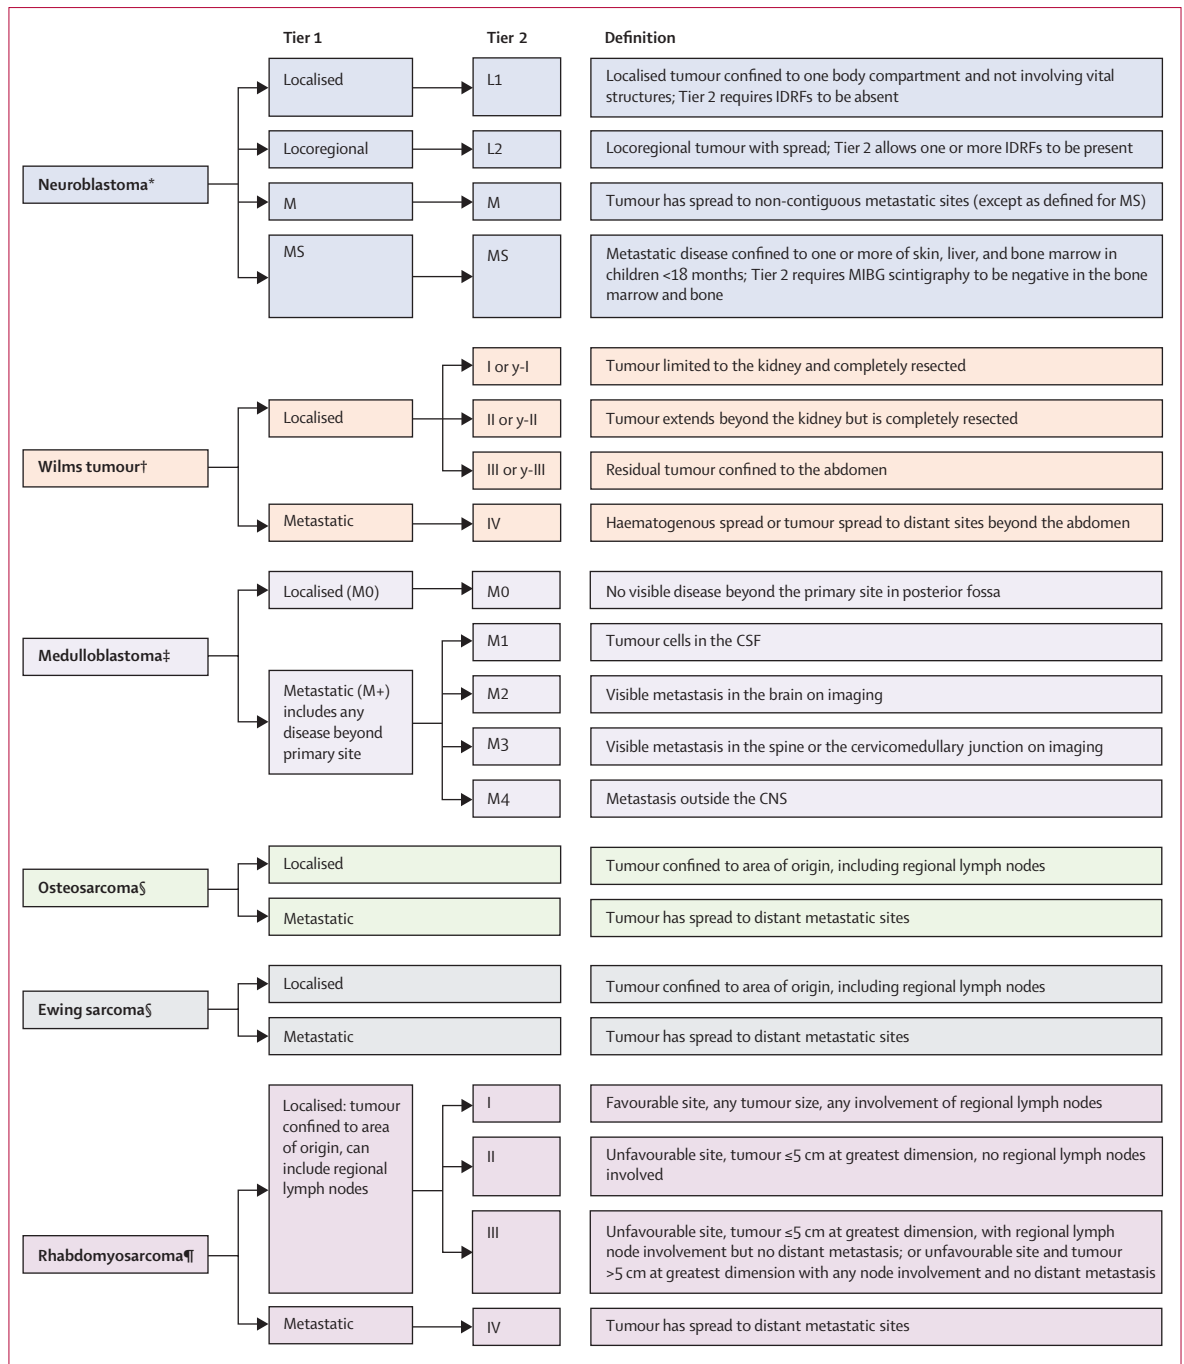 Tier 1 Tier 2 Definition
Neuroblastoma*
Localised
L1
Localised tumour confined to one body compartment and not involving vital
structures; Tier 2 requires IDRFs to be absent
Locoregional
L2
Locoregional tumour with spread; Tier 2 allows one or more IDRFs to be present
M
M
Tumour has spread to non-contiguous metastatic sites (except as defined for MS)
MS
MS
Metastatic disease confined to one or more of skin, liver, and bone marrow in
children <18 months; Tier 2 requires MIBG scintigraphy to be negative in the bone
marrow and bone
Wilms tumour†
Localised
I or y-I
Tumour limited to the kidney and completely resected
II or y-II
Tumour extends beyond the kidney but is completely resected
III or y-III
Residual tumour confined to the abdomen
Metastatic
IV
Haematogenous spread or tumour spread to distant sites beyond the abdomen
Medulloblastoma‡
Localised (M0)
M0
No visible disease beyond the primary site in posterior fossa
Metastatic (M+)
includes any
disease beyond
primary site
M1
Tumour cells in the CSF
M2
Visible metastasis in the brain on imaging
M3
Visible metastasis in the spine or the cervicomedullary junction on imaging
M4
Metastasis outside the CNS
Osteosarcoma§
Localised
Tumour confined to area of origin, including regional lymph nodes
Metastatic
Tumour has spread to distant metastatic sites
Ewing sarcoma§
Localised
Tumour confined to area of origin, including regional lymph nodes
Metastatic
Tumour has spread to distant metastatic sites
Rhabdomyosarcoma¶
Localised: tumour
confined to area
of origin, can
include regional
lymph nodes
I
Favourable site, any tumour size, any involvement of regional lymph nodes
II
Unfavourable site, tumour ≤5 cm at greatest dimension, no regional lymph nodes
involved
III
Unfavourable site, tumour ≤5 cm at greatest dimension, with regional lymph
node involvement but no distant metastasis; or unfavourable site and tumour
>5 cm at greatest dimension with any node involvement and no distant metastasis
Metastatic
IV
Tumour has spread to distant metastatic sites